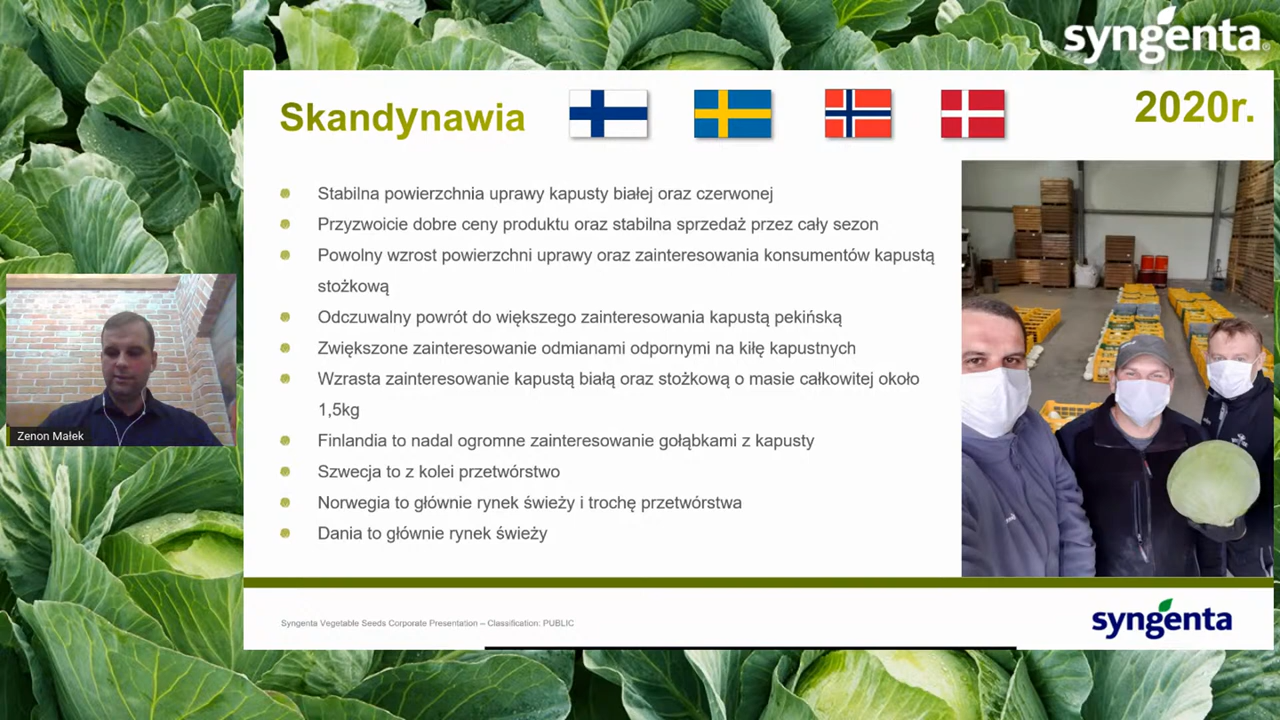 syngenta®
Skandynawia
2020r.
Stabilna powierzchnia uprawy kapusty białej oraz czerwonej
Przyzwoicie dobre ceny produktu oraz stabilna sprzedaż przez cały sezon
Powolny wzrost powierzchni uprawy oraz zainteresowania konsumentów kapustą
stożkową
Odczuwalny powrót do większego zainteresowania kapustą pekińską
Zwiększone zainteresowanie odmianami odpornymi na kiłę kapustnych
Wzrasta zainteresowanie kapustą białą oraz stożkową o masie całkowitej około
1,5kg
Finlandia to nadal ogromne zainteresowanie gołąbkami z kapusty
Szwecja to z kolei przetwórstwo
Norwegia to głównie rynek świeży i trochę przetwórstwa
Dania to głównie rynek świeży
Zenon Małek
Syngenta Vegetable Seeds Corporate Presentation – Classification: PUBLIC
syngenta